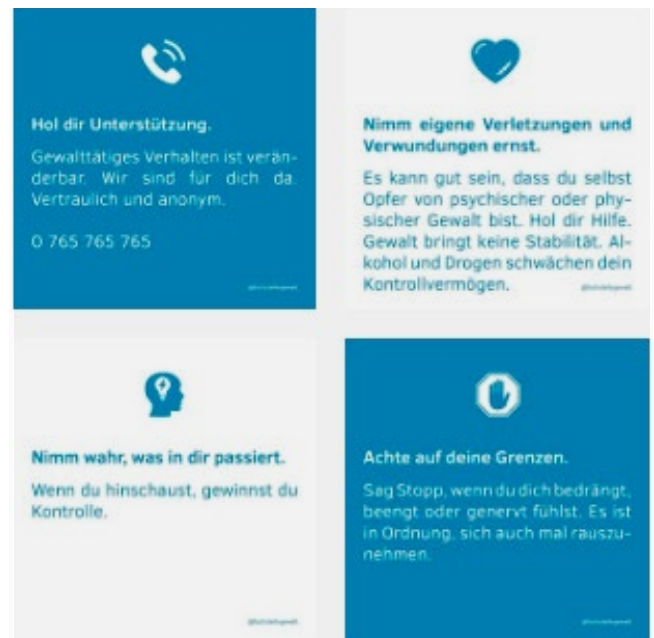 Hol dir Unterstützung.
Gewalttätiges Verhalten ist verän-
derbar. Wir sind für dich da.
Vertraulich und anonym.
0 765 765 765
Nimm eigene Verletzungen und
Verwundungen ernst.
Es kann gut sein, dass du selbst
Opfer von psychischer oder phy-
sischer Gewalt bist. Hol dir Hilfe.
Gewalt bringt keine Stabilität. Al-
kohol und Drogen schwächen dein
Kontrollvermögen.
Nimm wahr, was in dir passiert.
Wenn du hinschaust, gewinnst du
Kontrolle.
Achte auf deine Grenzen.
Sag Stopp, wenn du dich bedrängt,
beengt oder genervt fühlst. Es ist
in Ordnung, sich auch mal rauszu-
nehmen.